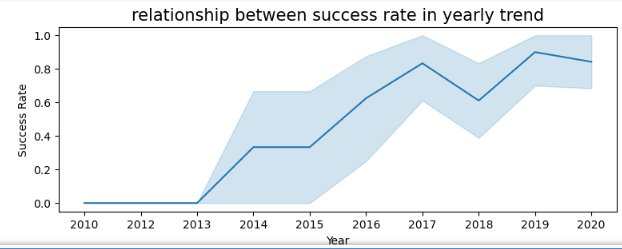 relationship between success rate in yearly trend
1.0
0.8
0.6
0.4
0.2
0.0
Success Rate
2010 2012 2013 2014 2015 2016 2017 2018 2019 2020
Year